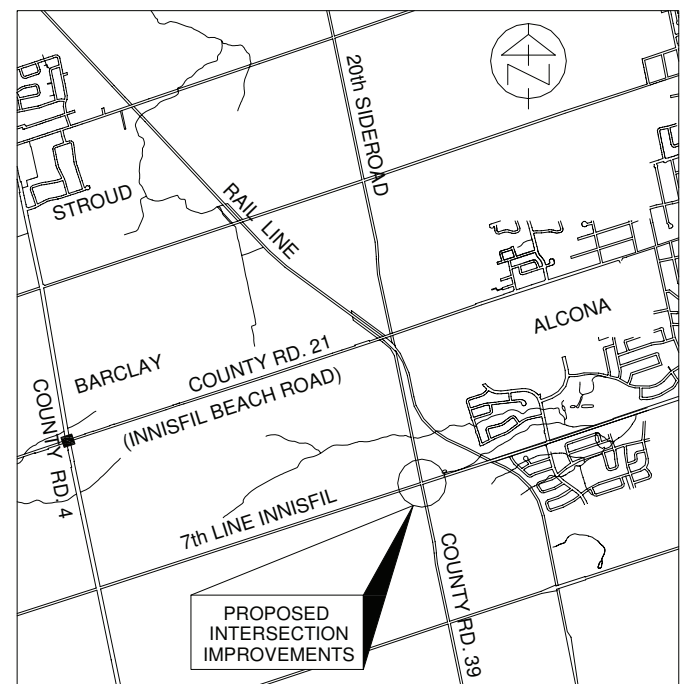 20th SIDEROAD
N
STROUD
RAIL LINE
ALCONA
BARCLAY
COUNTY RD. 21
(INNISFIL BEACH ROAD)
COUNTY RD. 4
7th LINE INNISFIL
COUNTY RD. 39
PROPOSED
INTERSECTION
IMPROVEMENTS